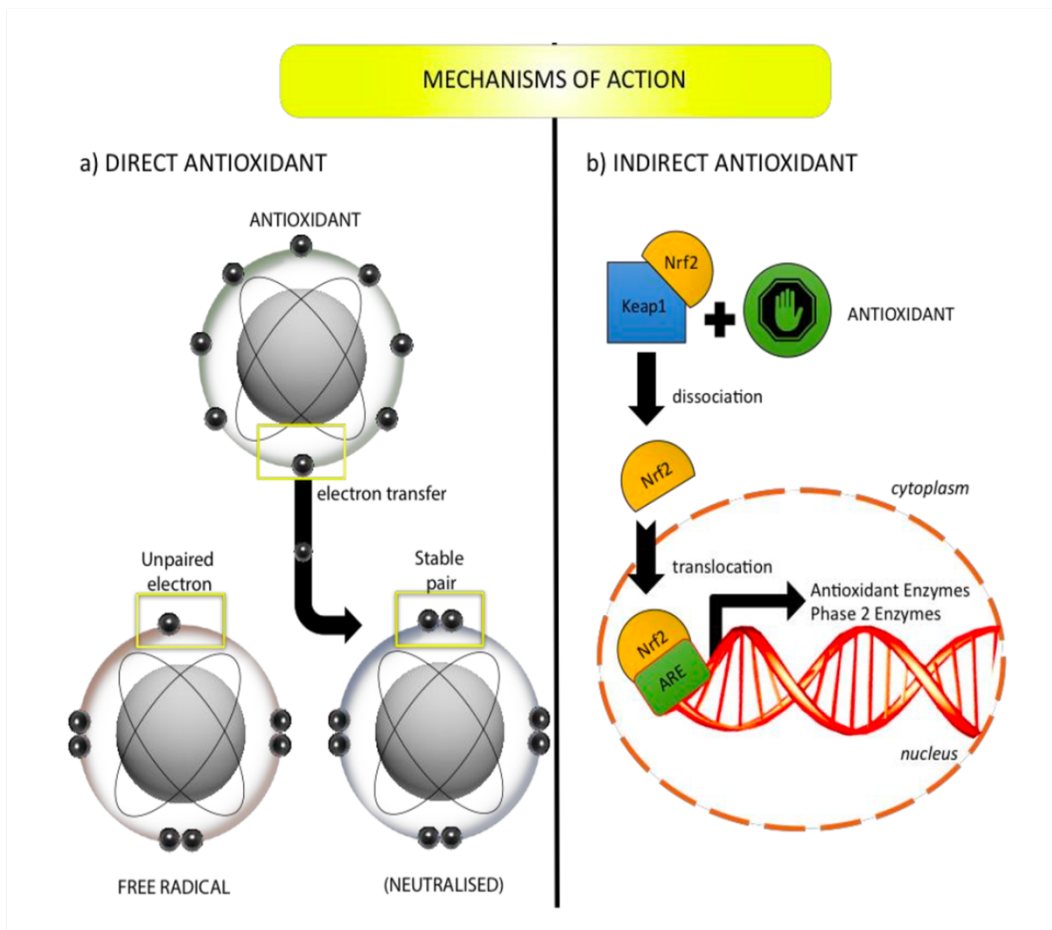 MECHANISMS OF ACTION
a) DIRECT ANTIOXIDANT
ANTIOXIDANT
electron transfer
Unpaired
electron
Stable
pair
FREE RADICAL
(NEUTRALISED)
b) INDIRECT ANTIOXIDANT
Nrf2
Keap1
ANTIOXIDANT
dissociation
Nrf2
cytoplasm
translocation
Antioxidant Enzymes
Phase 2 Enzymes
Nrf2
ARE
nucleus